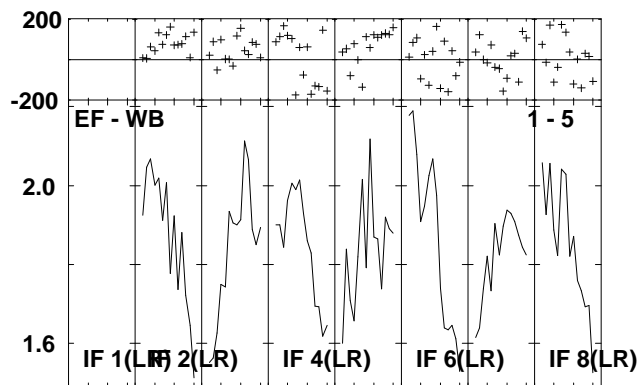 200
-200
EF - WB 1 - 5
2.0
1.6
IF 1(LR) IF 2(LR) IF 4(LR) IF 6(LR) IF 8(LR)